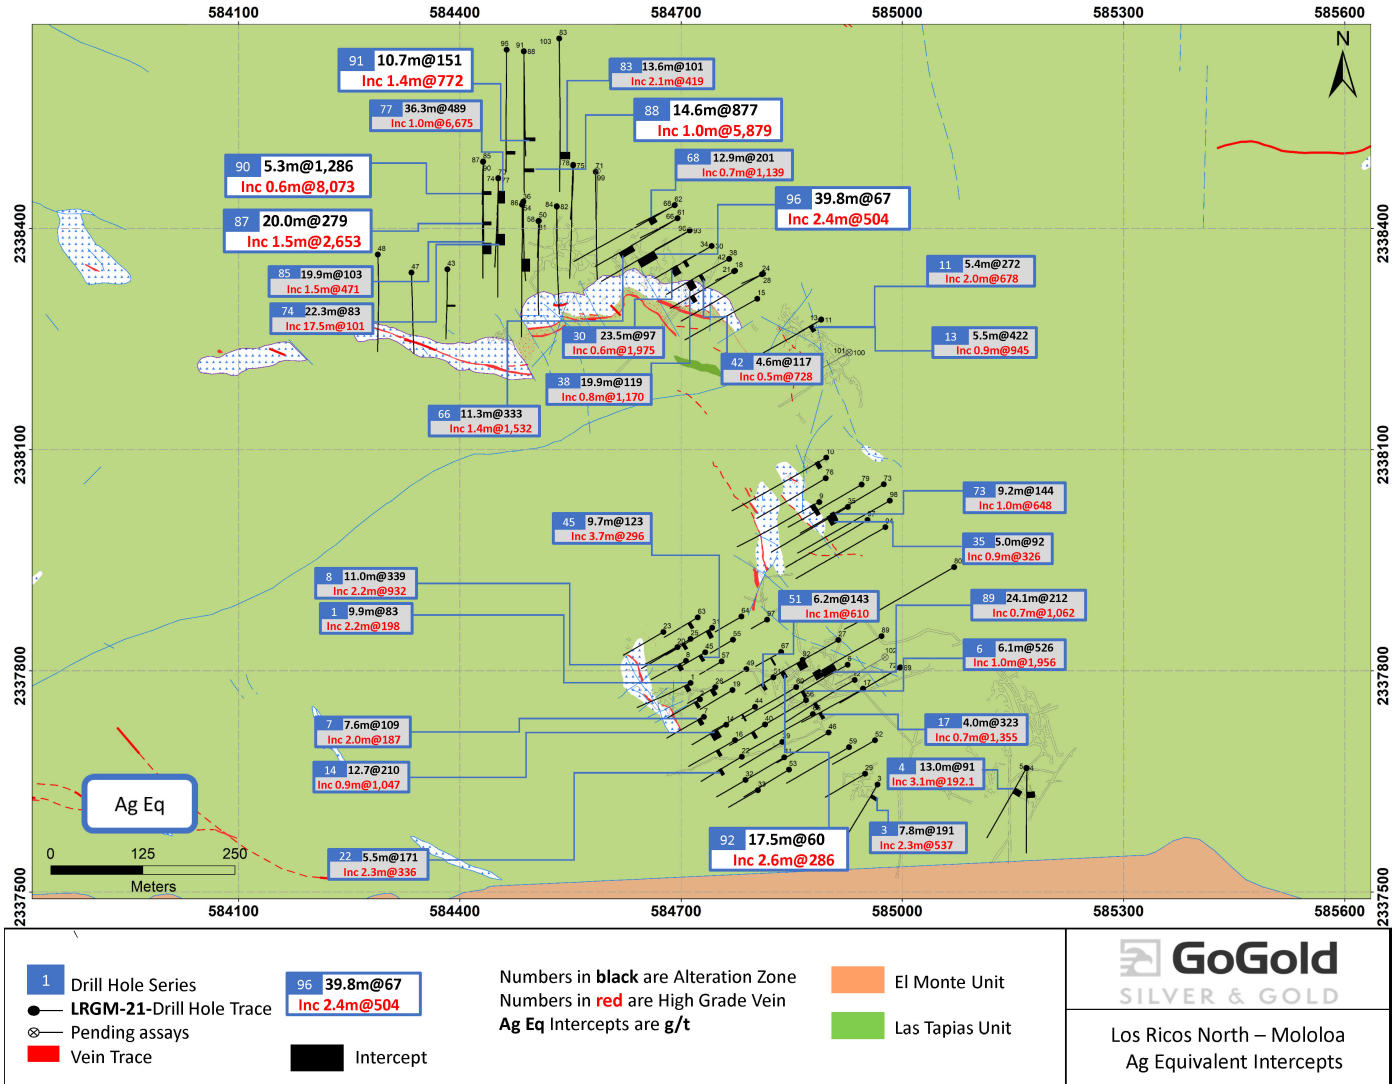 584100
584400
584700
585000
585300
585600
N
2338400
2338100
2337800
2337500
2338400
2338100
2337800
2337500
91 10.7m@151
Inc 1.4m@772
83 13.6m@101
Inc 2.1m@419
77 36.3m@489
Inc 1.0m@6,675
88 14.6m@877
Inc 1.0m@5,879
90 5.3m@1,286
Inc 0.6m@8,073
68 12.9m@201
Inc 0.7m@1,139
96 39.8m@67
Inc 2.4m@504
87 20.0m@279
Inc 1.5m@2,653
85 19.9m@103
Inc 1.5m@471
74 22.3m@83
Inc 17.5m@101
11 5.4m@272
Inc 2.0m@678
13 5.5m@422
Inc 0.9m@945
30 23.5m@97
Inc 0.6m@1,975
42 4.6m@117
Inc 0.5m@728
38 19.9m@119
Inc 0.8m@1,170
66 11.3m@333
Inc 1.4m@1,532
73 9.2m@144
Inc 1.0m@648
45 9.7m@123
Inc 3.7m@296
35 5.0m@92
Inc 0.9m@326
8 11.0m@339
Inc 2.2m@932
1 9.9m@83
Inc 2.2m@198
51 6.2m@143
Inc 1m@610
89 24.1m@212
Inc 0.7m@1,062
6 6.1m@526
Inc 1.0m@1,956
7 7.6m@109
Inc 2.0m@187
17 4.0m@323
Inc 0.7m@1,355
14 12.7@210
Inc 0.9m@1,047
4 13.0m@91
Inc 3.1m@192.1
92 17.5m@60
Inc 2.6m@286
3 7.8m@191
Inc 2.3m@537
22 5.5m@171
Inc 2.3m@336
Ag Eq
0 125 250
Meters
584100
584400
584700
585000
585300
585600
1 Drill Hole Series
LRGM-21-Drill Hole Trace
Pending assays
Vein Trace
96 39.8m@67
Inc 2.4m@504
Intercept
Numbers in black are Alteration Zone
Numbers in red are High Grade Vein
Ag Eq Intercepts are g/t
El Monte Unit
Las Tapias Unit
GoGold
SILVER & GOLD
Los Ricos North – Mololoa
Ag Equivalent Intercepts